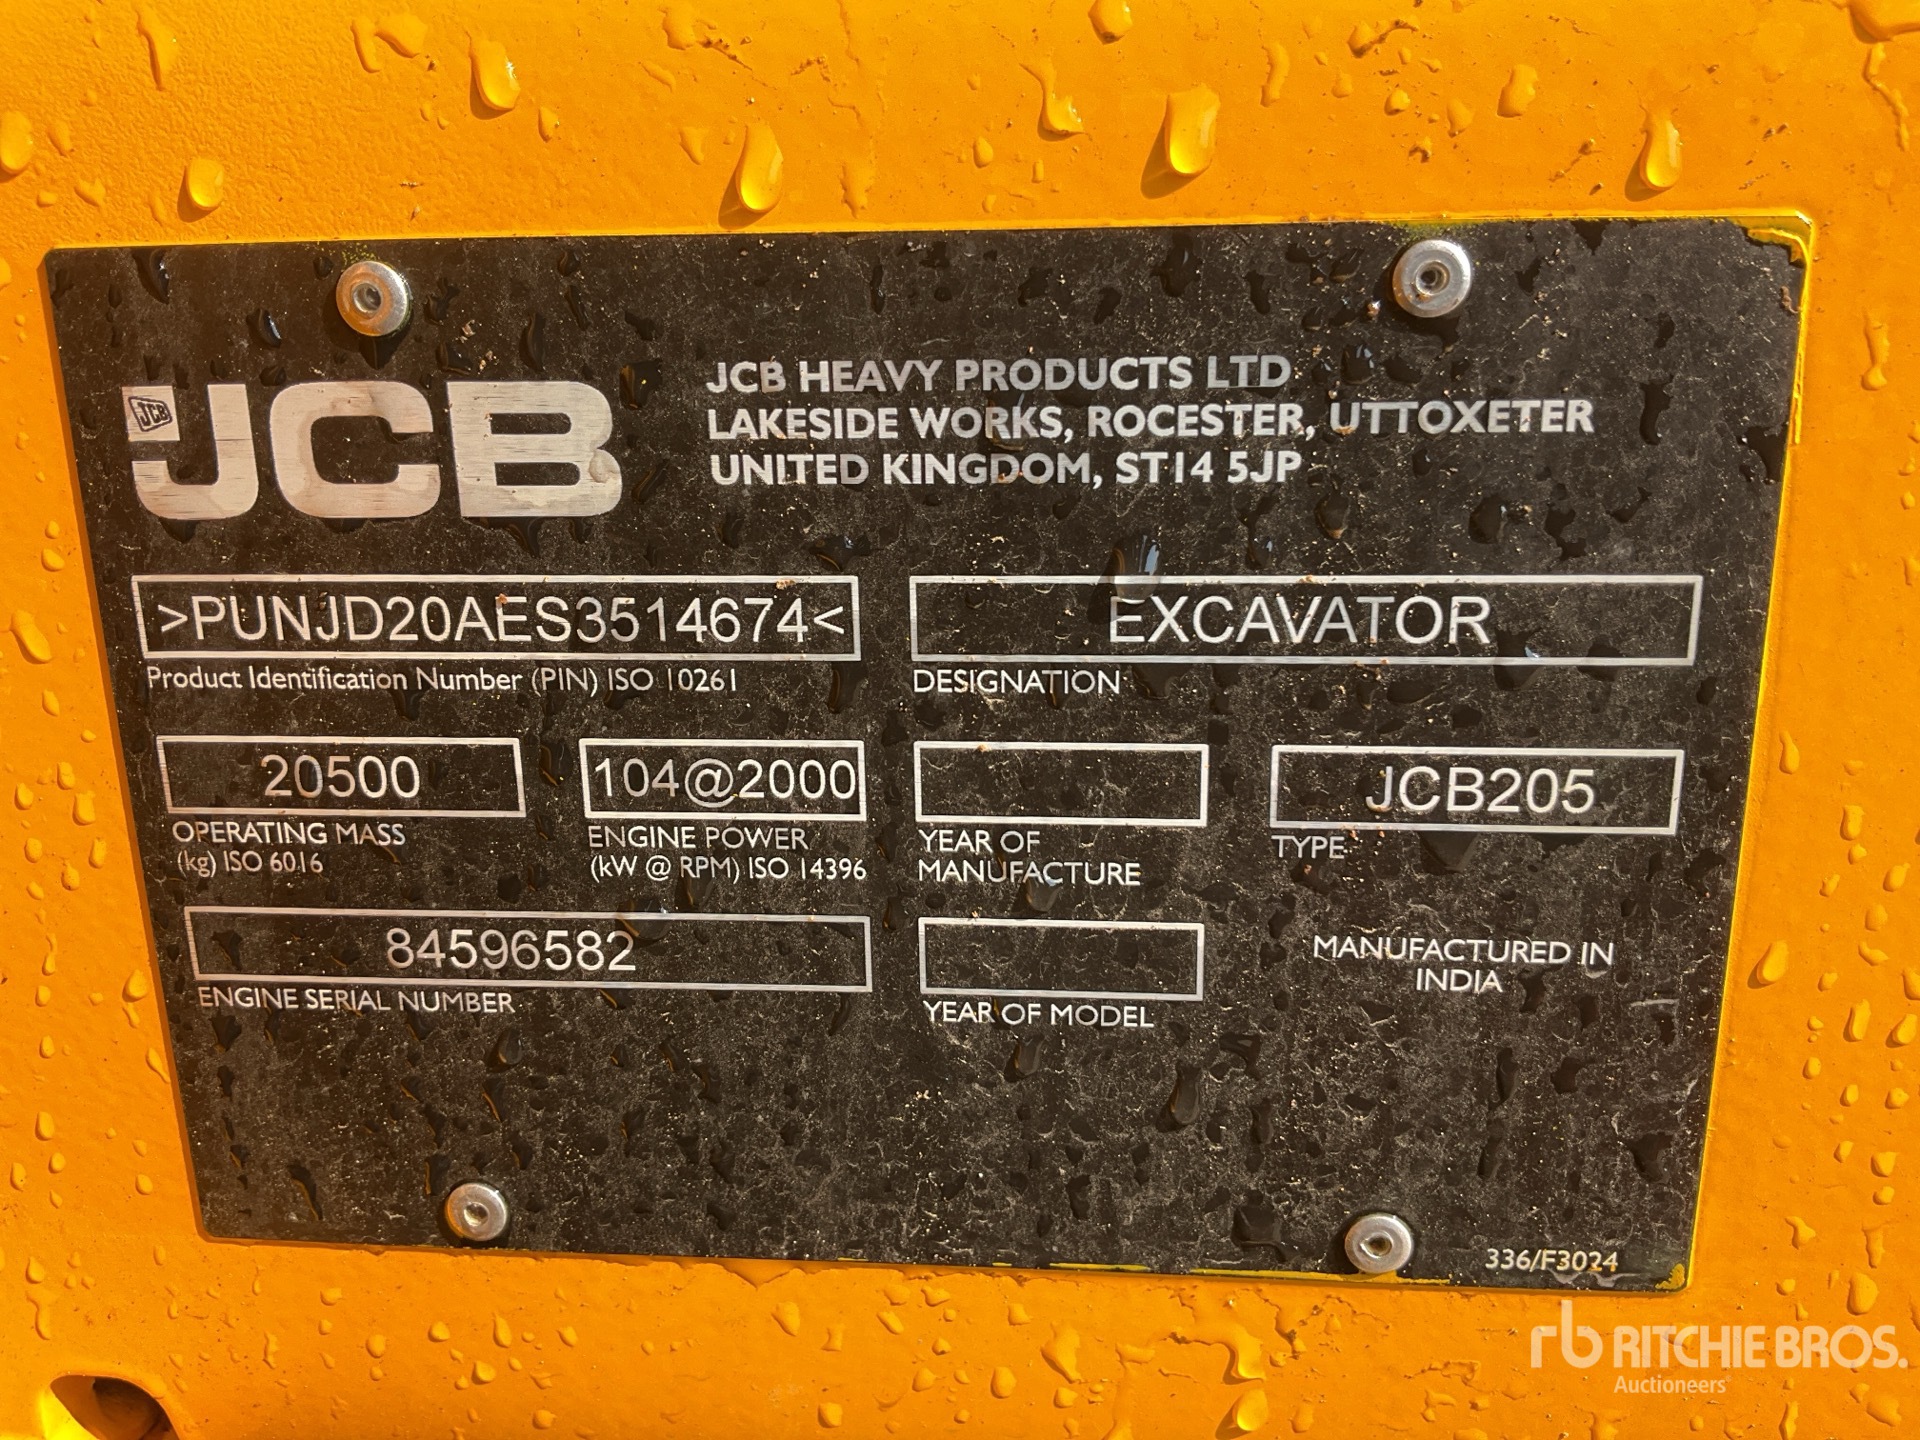 JCB
JCB
JCB HEAVY PRODUCTS LTD
LAKESIDE WORKS, ROCESTER, UTTOXETER
UNITED KINGDOM, ST14 5JP
>PUNJD20AES3514674<
Product Identification Number (PIN) ISO 10261
EXCAVATOR
DESIGNATION
20500
OPERATING MASS
(kg) ISO 6016
104@2000
ENGINE POWER
(kW @ RPM) ISO 14396
YEAR OF
MANUFACTURE
JCB205
TYPE
84596582
ENGINE SERIAL NUMBER
YEAR OF MODEL
MANUFACTURED IN
INDIA
336/F3024
rb RITCHIE BROS.
Auctioneers